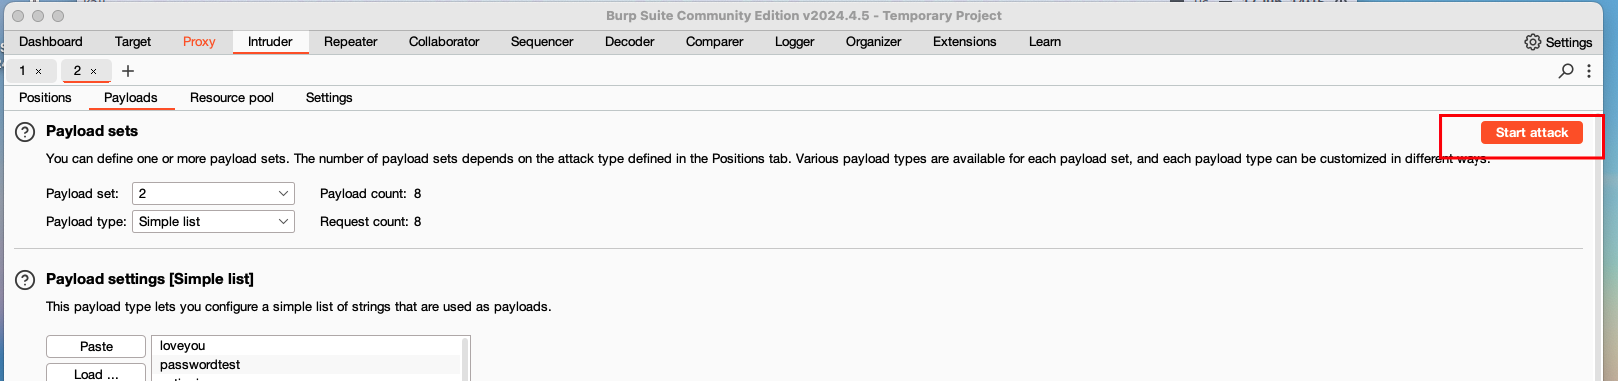 Burp Suite Community Edition v2024.4.5 - Temporary Project
Dashboard Target Proxy Intruder Repeater Collaborator Sequencer Decoder Comparer Logger Organizer Extensions Learn Settings
1 × 2 × +
Positions Payloads Resource pool Settings
Payload sets Start attack
You can define one or more payload sets. The number of payload sets depends on the attack type defined in the Positions tab. Various payload types are available for each payload set, and each payload type can be customized in different ways.
Payload set: 2 Payload count: 8
Payload type: Simple list Request count: 8
Payload settings [Simple list]
This payload type lets you configure a simple list of strings that are used as payloads.
Paste loveyou
passwordtest
Load ...